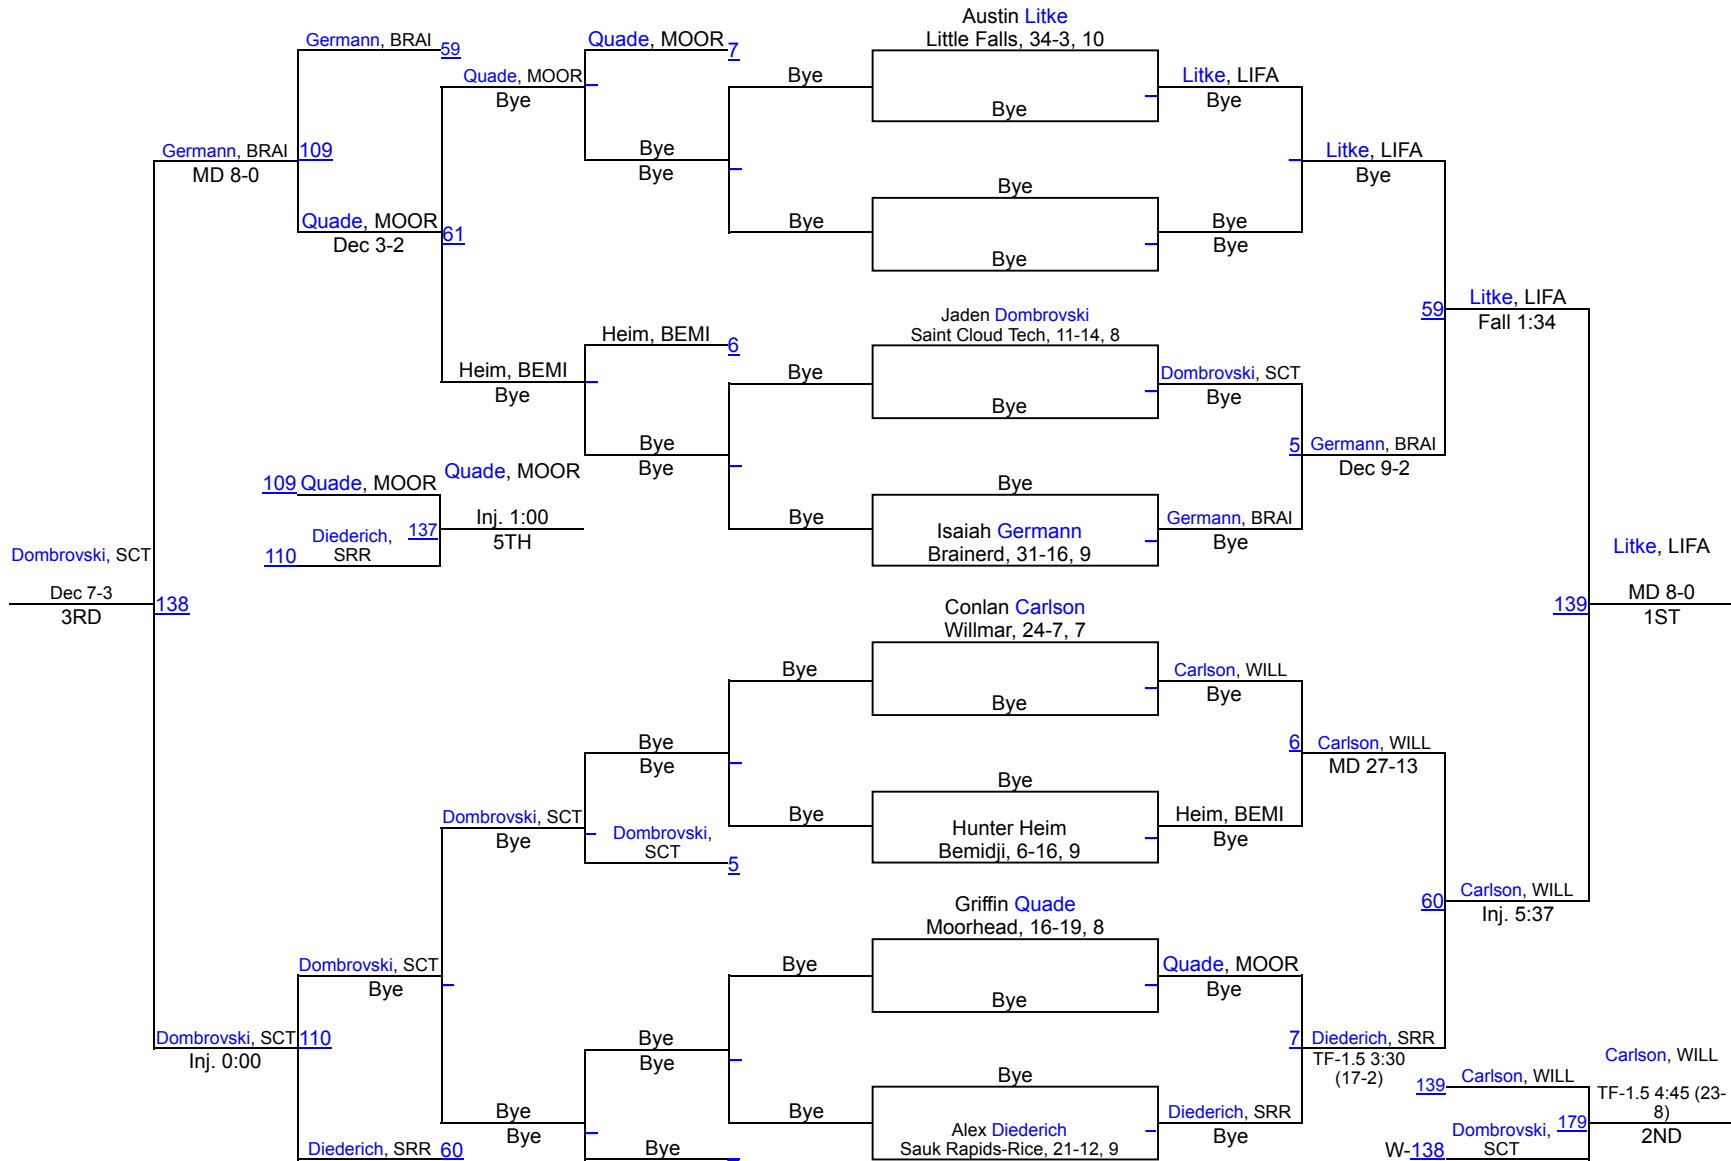 Austin Litke
Little Falls, 34-3, 10
Germann, BRAI
59
Quade, MOOR
7
Quade, MOOR
Bye
Bye
Bye
Litke, LIFA
Bye
Germann, BRAI
109
MD 8-0
Bye
Bye
Litke, LIFA
Bye
Quade, MOOR
61
Dec 3-2
Bye
Bye
Bye
Bye
Bye
59
Litke, LIFA
Fall 1:34
Heim, BEMI
6
Jaden Dombrovski
Saint Cloud Tech, 11-14, 8
Heim, BEMI
Bye
Bye
Bye
Dombrovski, SCT
Bye
Bye
Bye
5
Germann, BRAI
Dec 9-2
109
Quade, MOOR
Quade, MOOR
Inj. 1:00
5TH
Diederich,
SRR
137
110
Bye
Bye
Isaiah Germann
Brainerd, 31-16, 9
Germann, BRAI
Bye
Dombrovski, SCT
Dec 7-3
3RD
138
Litke, LIFA
139
MD 8-0
1ST
Conlan Carlson
Willmar, 24-7, 7
Bye
Bye
Carlson, WILL
Bye
Bye
Bye
6
Carlson, WILL
MD 27-13
Dombrovski, SCT
Bye
Dombrovski,
SCT
5
Bye
Bye
Hunter Heim
Bemidji, 6-16, 9
Heim, BEMI
Bye
60
Carlson, WILL
Inj. 5:37
Griffin Quade
Moorhead, 16-19, 8
Dombrovski, SCT
Bye
Bye
Bye
Quade, MOOR
Bye
Dombrovski, SCT
110
Inj. 0:00
Bye
Bye
7
Diederich, SRR
TF-1.5 3:30
(17-2)
Bye
Bye
Diederich, SRR
60
Bye
Bye
Bye
Alex Diederich
Sauk Rapids-Rice, 21-12, 9
Diederich, SRR
Bye
139
Carlson, WILL
Carlson, WILL
TF-1.5 4:45 (23-
8)
2ND
Dombrovski,
SCT
179
W-138